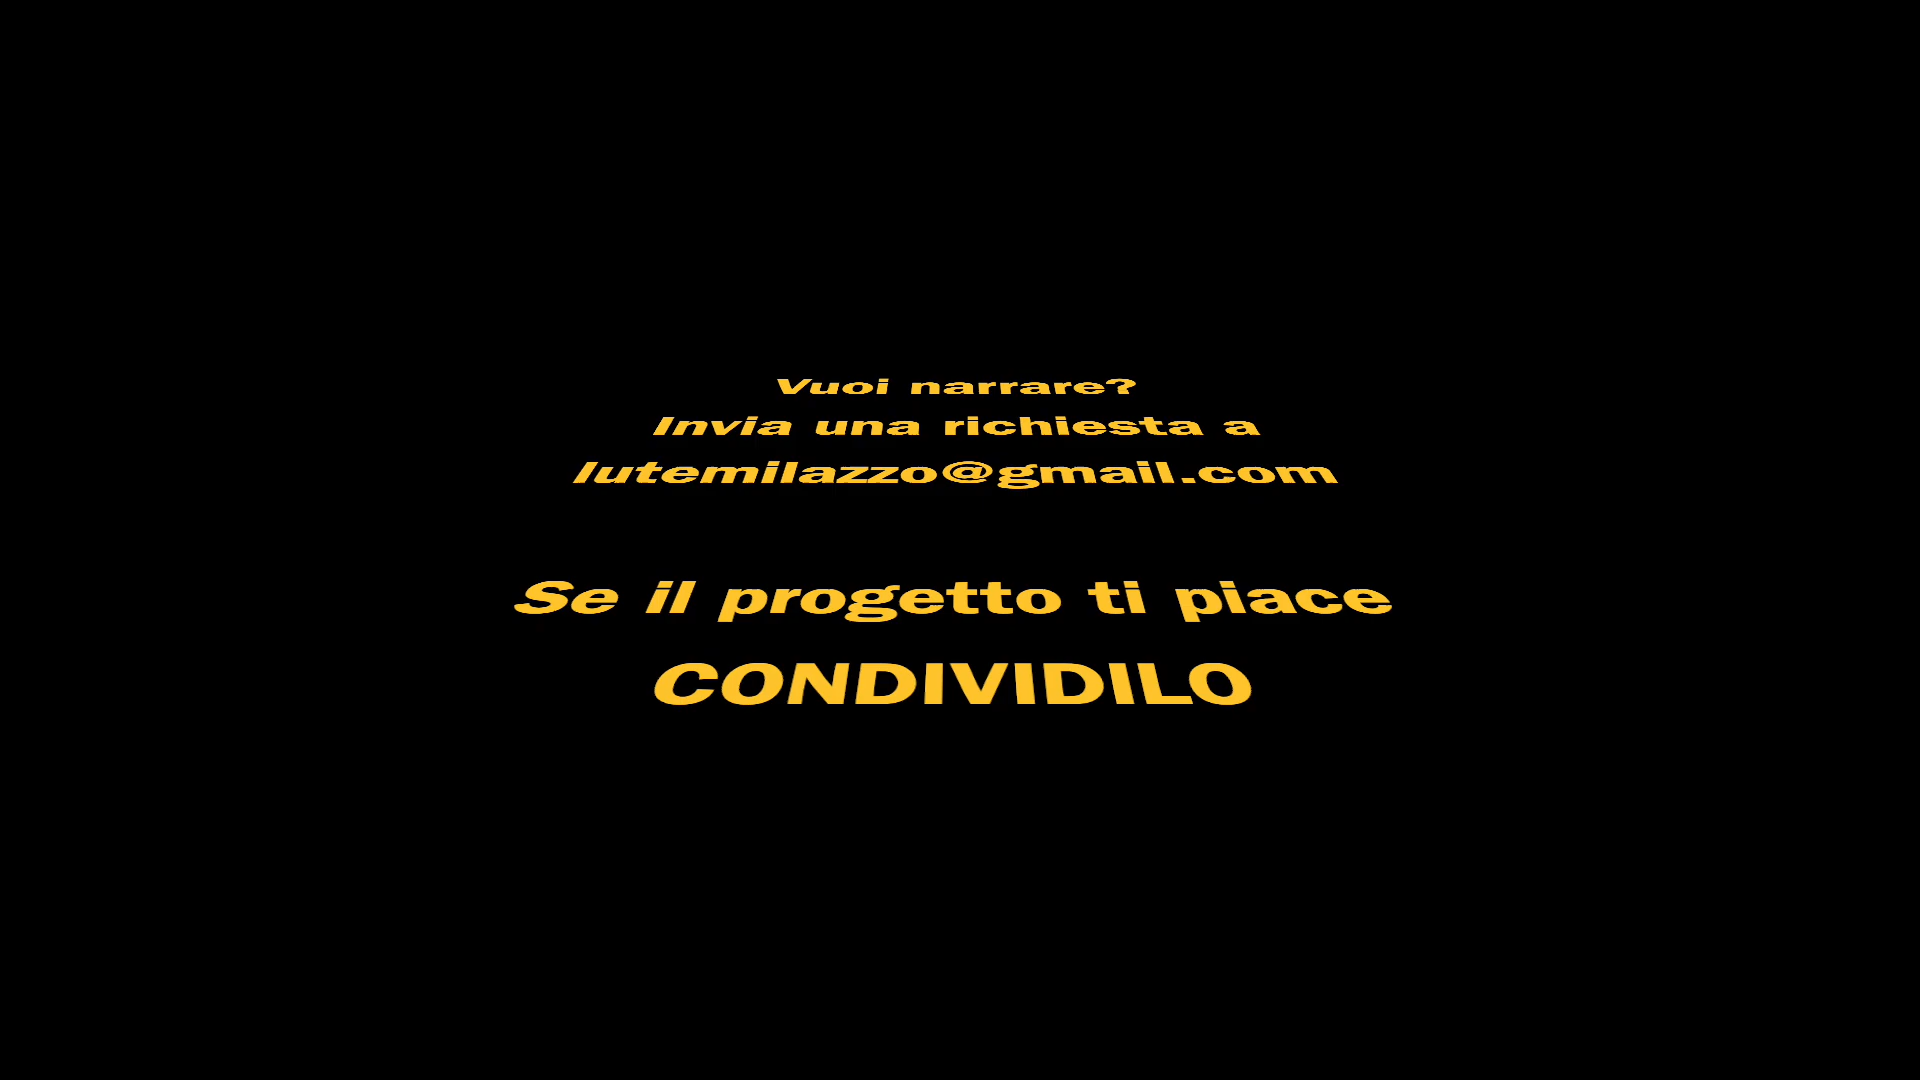 Vuoi narrare?
Invia una richiesta a
lutemilazzo@gmail.com
Se il progetto ti piace
CONDIVIDILO